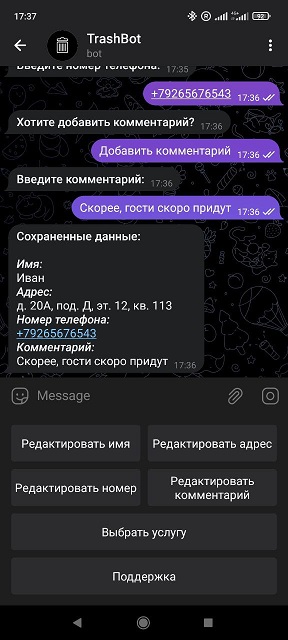 17:37
92
TrashBot
bot
Введите номер телефона: 17:35
+79265676543 17:36
Хотите добавить комментарий? 17:36
Добавить комментарий 17:36
Введите комментарий: 17:36
Скорее, гости скоро придут 17:36
Сохраненные данные:
Имя:
Иван
Адрес:
д. 20А, под. Д, эт. 12, кв. 113
Номер телефона:
+79265676543
Комментарий:
Скорее, гости скоро придут 17:36
Message
Редактировать имя
Редактировать адрес
Редактировать номер
Редактировать
комментарий
Выбрать услугу
Поддержка